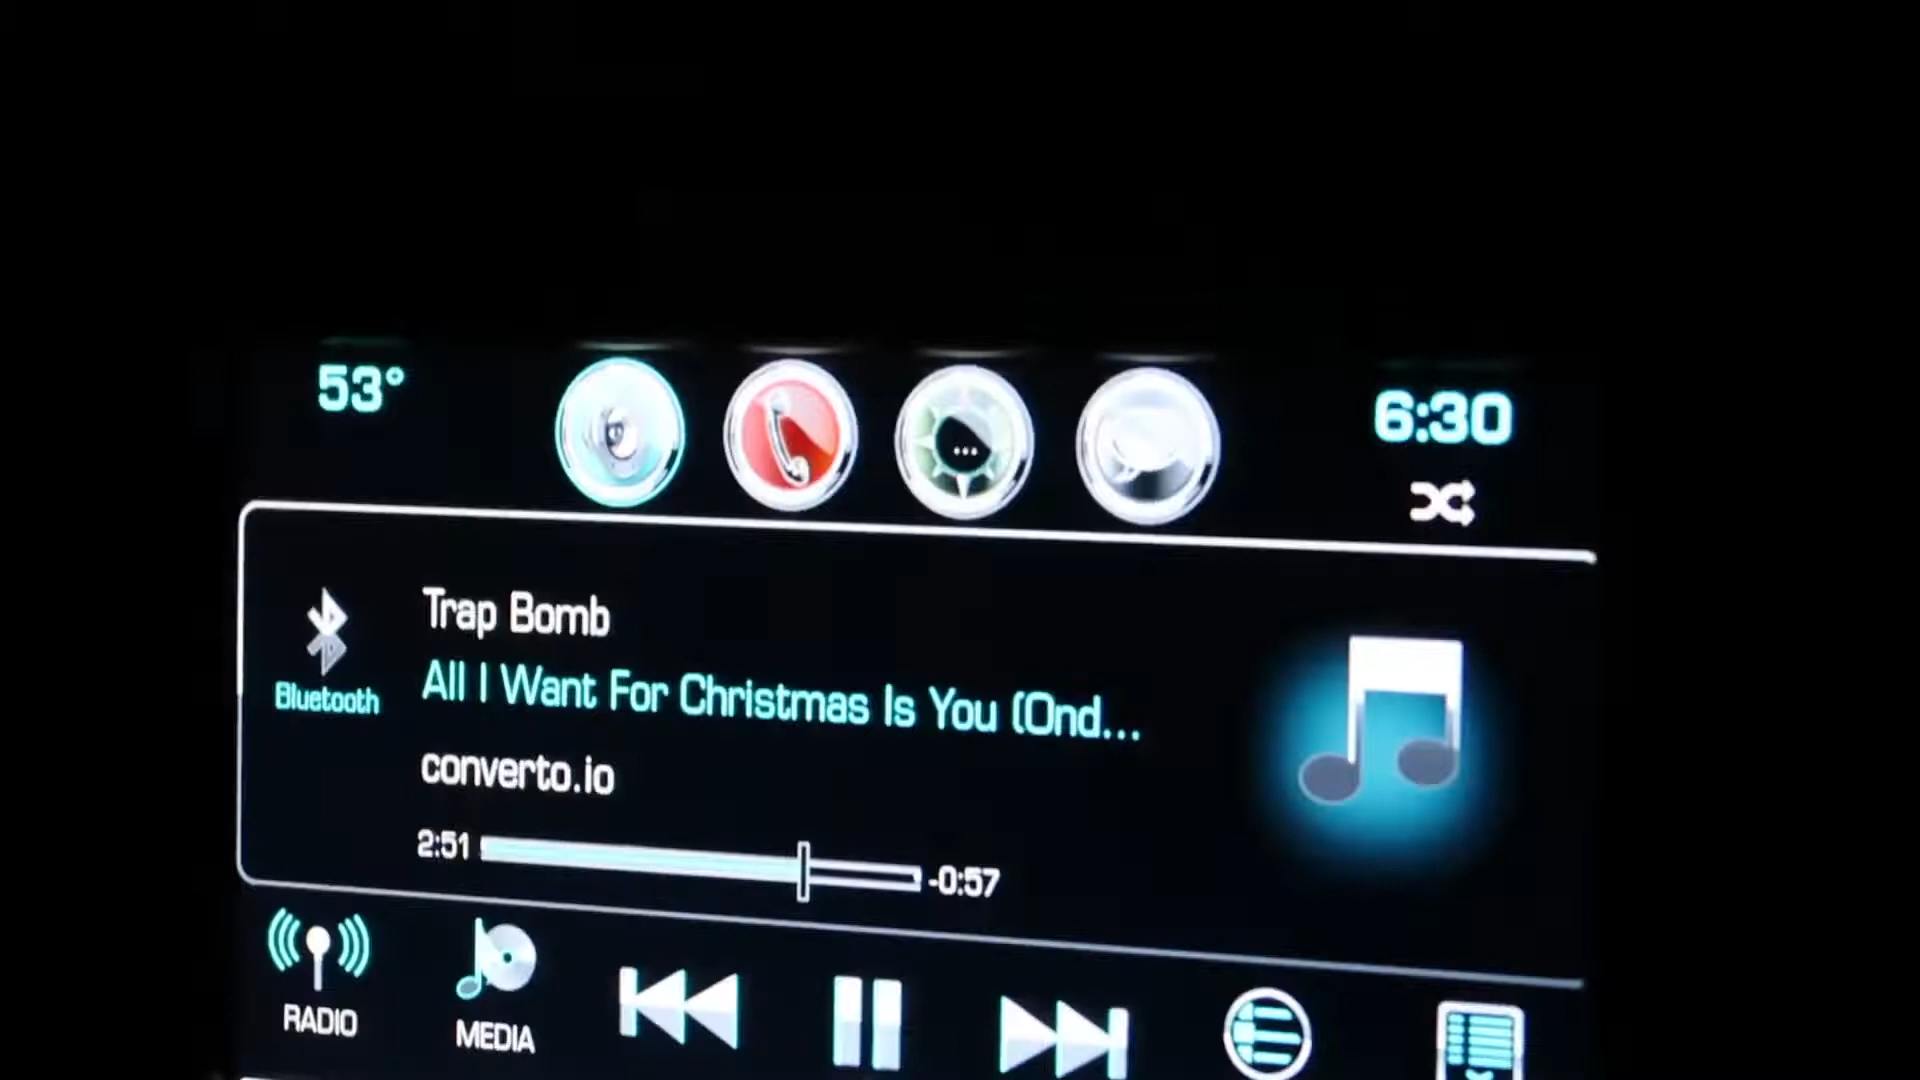 53°
6:30
Trap Bomb
All I Want For Christmas Is You (Ond...
Bluetooth
converto.io
2:51
-0:57
RADIO
MEDIA